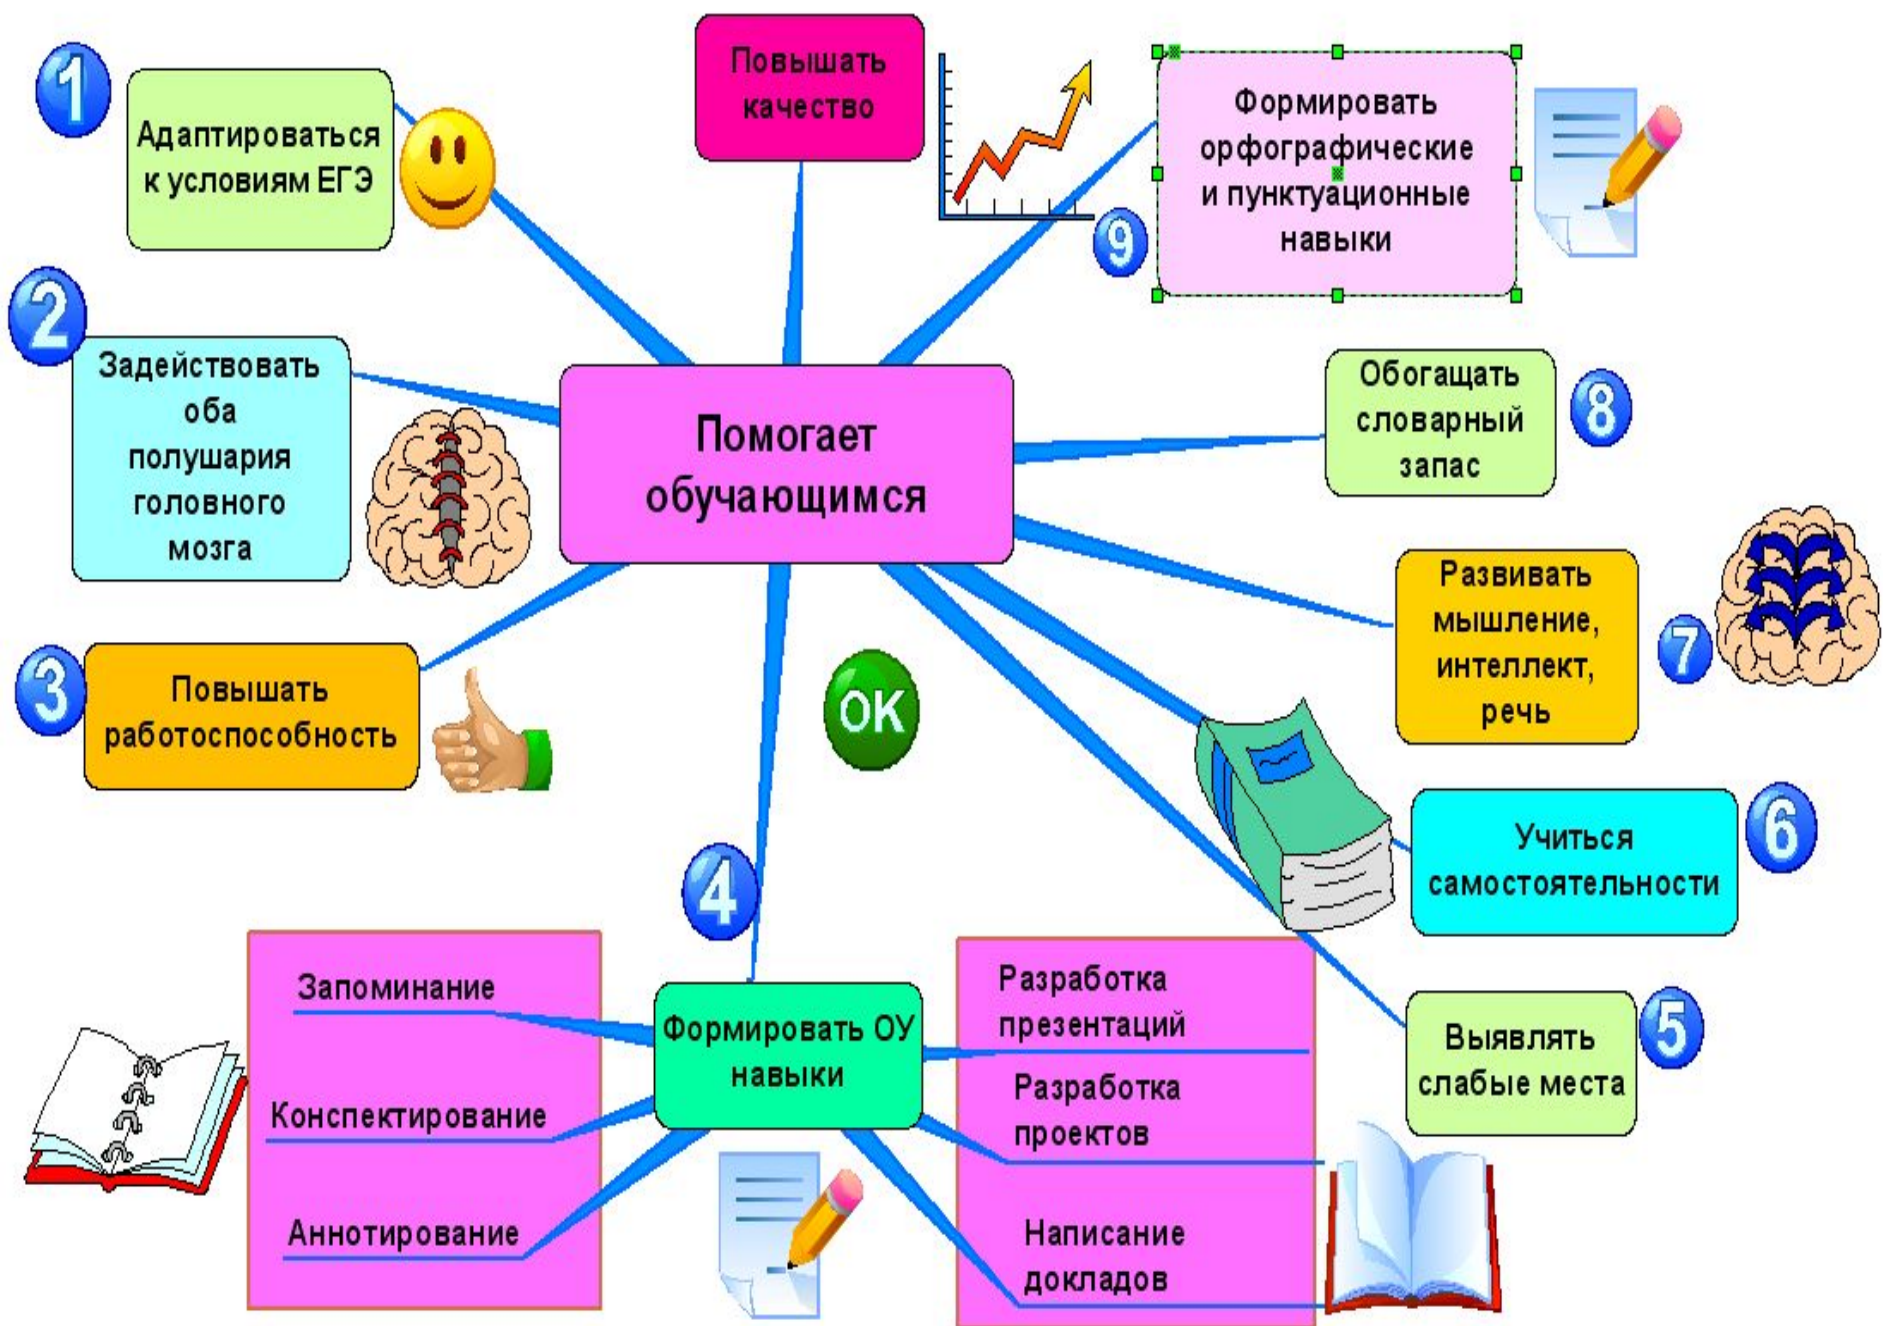 1
Адаптироваться
к условиям ЕГЭ
Повышать
качество
9
Формировать
орфографические
и пунктуационные
навыки
2
Задействовать
оба
полушария
головного
мозга
Помогает
обучающимся
Обогащать
словарный
запас
8
3
Повышать
работоспособность
OK
Развивать
мышление,
интеллект,
речь
7
Учиться
самостоятельности
6
4
Формировать ОУ
навыки
Запоминание
Конспектирование
Аннотирование
Разработка
презентаций
Разработка
проектов
Написание
докладов
Выявлять
слабые места
5